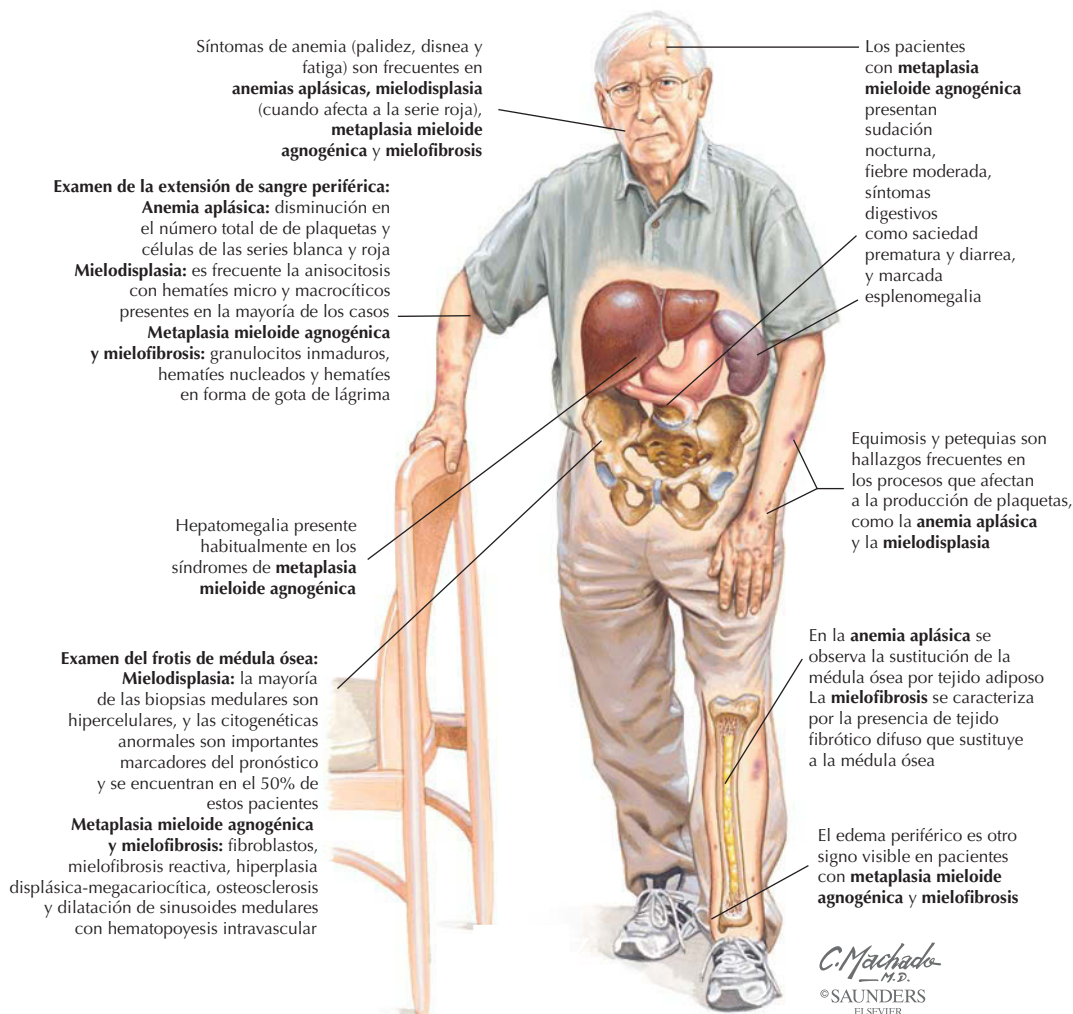 Síntomas de anemia (palidez, disnea y
fatiga) son frecuentes en
anemias aplásicas, mielodisplasia
(cuando afecta a la serie roja),
metaplasia mieloide
agnogénica y mielofibrosis
Examen de la extensión de sangre periférica:
Anemia aplásica: disminución en
el número total de de plaquetas y
células de las series blanca y roja
Mielodisplasia: es frecuente la anisocitosis
con hematíes micro y macrocíticos
presentes en la mayoría de los casos
Metaplasia mieloide agnogénica
y mielofibrosis: granulocitos inmaduros,
hematíes nucleados y hematíes
en forma de gota de lágrima
Hepatomegalia presente
habitualmente en los
síndromes de metaplasia
mieloide agnogénica
Examen del frotis de médula ósea:
Mielodisplasia: la mayoría
de las biopsias medulares son
hipercelulares, y las citogenéticas
anormales son importantes
marcadores del pronóstico
y se encuentran en el 50% de
estos pacientes
Metaplasia mieloide agnogénica
y mielofibrosis: fibroblastos,
mielofibrosis reactiva, hiperplasia
displásica-megacariocítica, osteosclerosis
y dilatación de sinusoides medulares
con hematopoyesis intravascular
Los pacientes
con metaplasia
mieloide agnogénica
presentan
sudación
nocturna,
fiebre moderada,
síntomas
digestivos
como saciedad
prematura y diarrea,
y marcada
esplenomegalia
Equimosis y petequias son
hallazgos frecuentes en
los procesos que afectan
a la producción de plaquetas,
como la anemia aplásica
y la mielodisplasia
En la anemia aplásica se
observa la sustitución de la
médula ósea por tejido adiposo
La mielofibrosis se caracteriza
por la presencia de tejido
fibrótico difuso que sustituye
a la médula ósea
El edema periférico es otro
signo visible en pacientes
con metaplasia mieloide
agnogénica y mielofibrosis
C. Machado
M.D.
©SAUNDERS
ELSEVIER